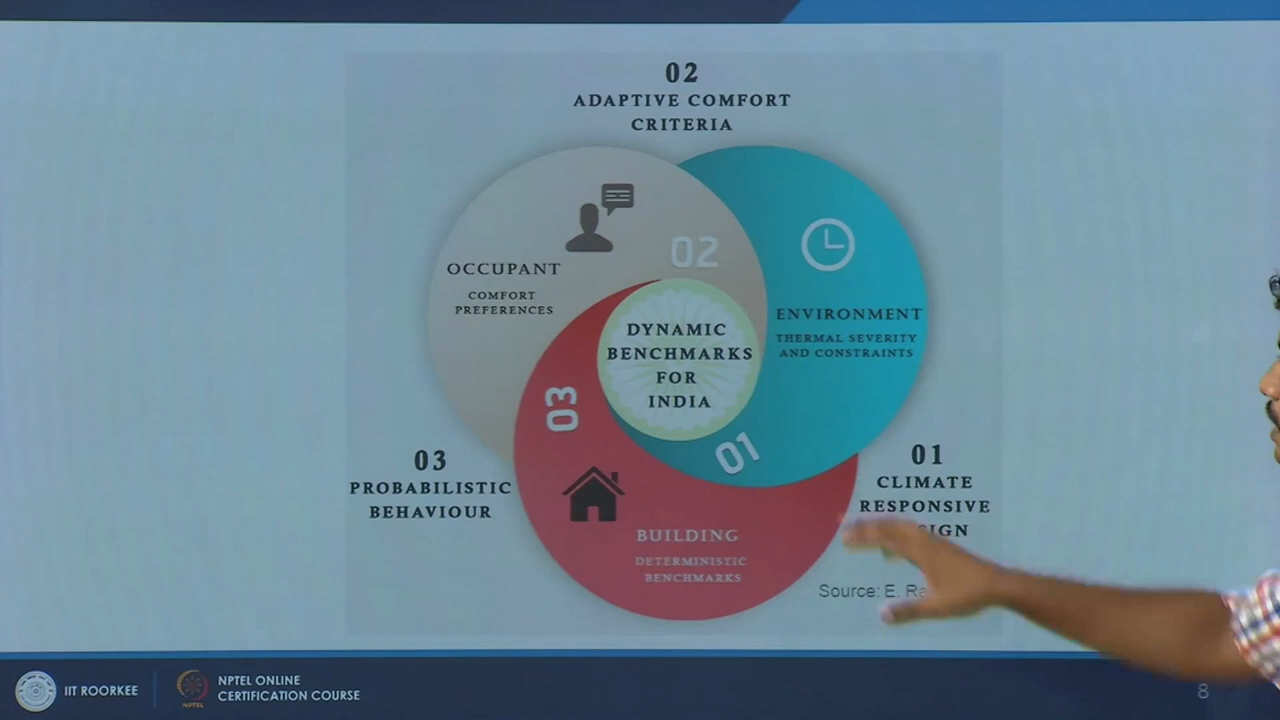 02
ADAPTIVE COMFORT
CRITERIA
02
OCCUPANT
COMFORT
PREFERENCES
ENVIRONMENT
THERMAL SEVERITY
AND CONSTRAINTS
DYNAMIC
BENCHMARKS
FOR
INDIA
03
01
03
PROBABILISTIC
BEHAVIOUR
01
CLIMATE
RESPONSIVE
BUILDING
DETERMINISTIC
BENCHMARKS
Source: E.
IIT ROORKEE
NPTEL
NPTEL ONLINE
CERTIFICATION COURSE
8